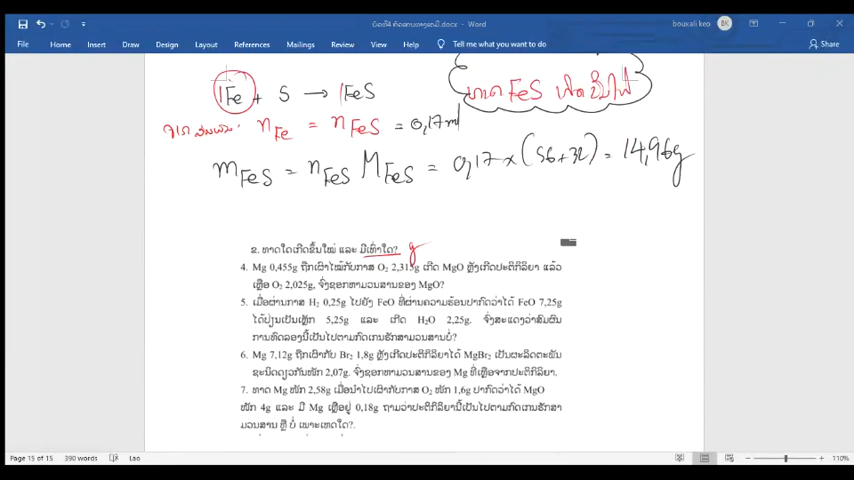 ບົດທີ4 ທິດສະດີທາງເຄມີ.docx - Word
bouxali keo
BK
File Home Insert Draw Design Layout References Mailings Review View Help Tell me what you want to do Share
1Fe + S → 1FeS
ທາດ FeS ເກີດຂຶ້ນໃໝ່
n Fe = n FeS = 0,17 ml
m FeS = n FeS M FeS = 0,17 x (56+32) = 14,96g
ຂ. ທາດໃດເກີດຂຶ້ນໃໝ່ ແລະ ມີເທົ່າໃດ? g
4. Mg 0,455g ຖືກເຜົາໄໝ້ກັບກາສ O2 2,315g ເກີດ MgO ຫຼັງເກີດປະຕິກິລິຍາ ແລ້ວ
ເຫຼືອ O2 2,025g, ຈົ່ງຊອກຫາມວນສານຂອງ MgO?
5. ເມື່ອຜ່ານກາສ H2 0,25g ໄປຍັງ FeO ທີ່ຜ່ານຄວາມຮ້ອນປາກົດວ່າໄດ້ FeO 7,25g
ໄດ້ປ່ຽນເປັນເຫຼັກ 5,25g ແລະ ເກີດ H2O 2,25g. ຈົ່ງສະແດງວ່າສົມຜົນ
ການທົດລອງນີ້ເປັນໄປຕາມກົດເກນຮັກສາມວນສານບໍ່?
6. Mg 7,12g ຖືກເຜົາກັບ Br2 1,8g ຫຼັງເກີດປະຕິກິລິຍາໄດ້ MgBr2 ເປັນຜະລິດຕະພັນ
ຊະນິດດຽວກັນໜັກ 2,07g. ຈົ່ງຊອກຫາມວນສານຂອງ Mg ທີ່ເຫຼືອຈາກປະຕິກິລິຍາ.
7. ທາດ Mg ໜັກ 2,58g ເມື່ອນຳໄປເຜົາກັບກາສ O2 ໜັກ 1,6g ປາກົດວ່າໄດ້ MgO
ໜັກ 4g ແລະ ມີ Mg ເຫຼືອຢູ່ 0,18g ຖາມວ່າປະຕິກິລິຍານີ້ເປັນໄປຕາມກົດເກນຮັກສາ
ມວນສານ ຫຼື ບໍ່ ເພາະເຫດໃດ?.
Page 15 of 15 390 words Lao 110%